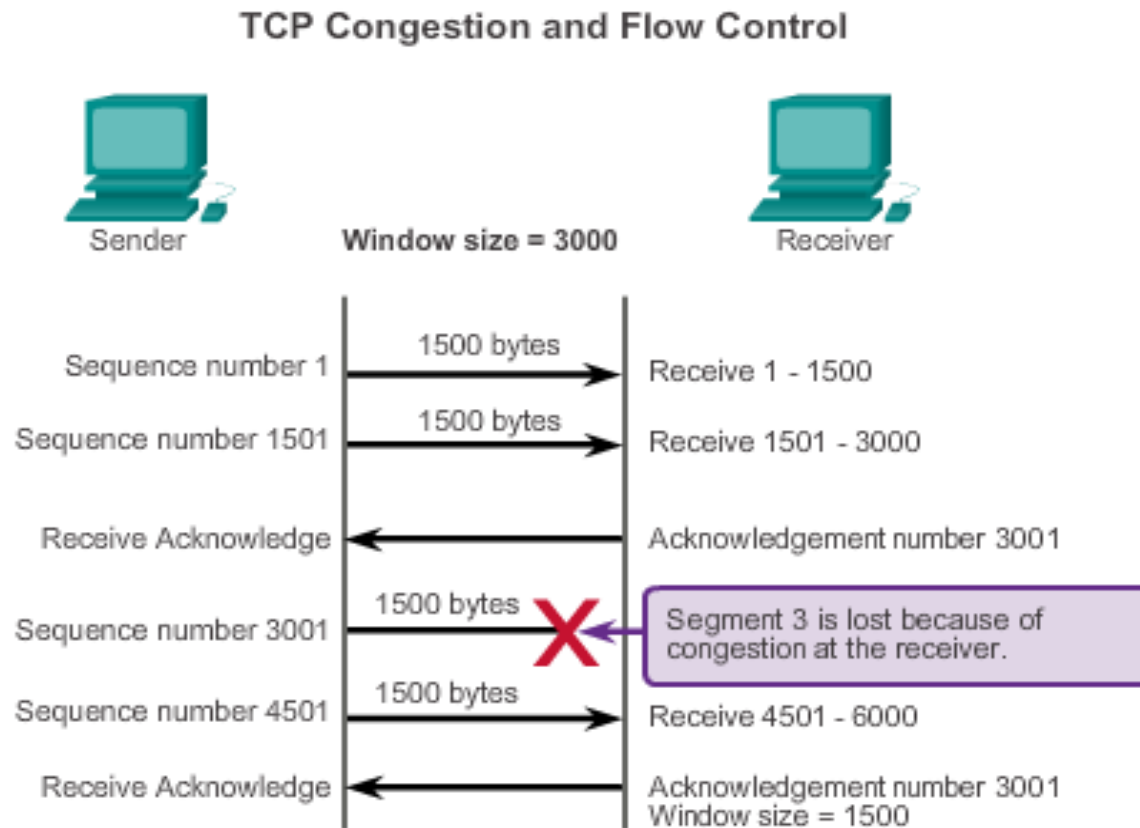 TCP Congestion and Flow Control
Sender
Window size = 3000
Receiver
1500 bytes
Sequence number 1
Receive 1 - 1500
1500 bytes
Sequence number 1501
Receive 1501 - 3000
Receive Acknowledge
Acknowledgement number 3001
1500 bytes
Sequence number 3001
Segment 3 is lost because of
congestion at the receiver.
1500 bytes
Sequence number 4501
Receive 4501 - 6000
Receive Acknowledge
Acknowledgement number 3001
Window size = 1500